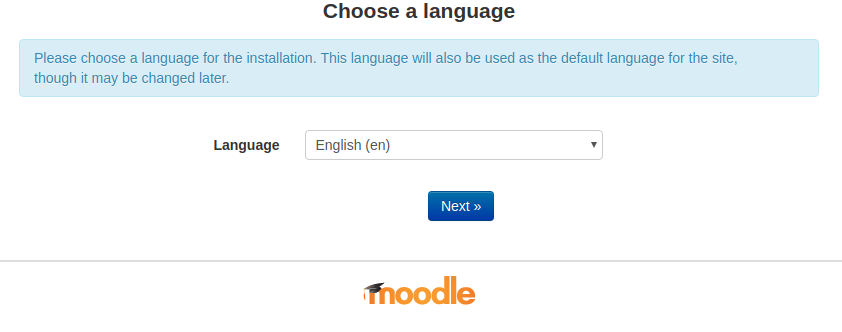 Choose a language
Please choose a language for the installation. This language will also be used as the default language for the site,
though it may be changed later.
Language English (en)
Next »
moodle